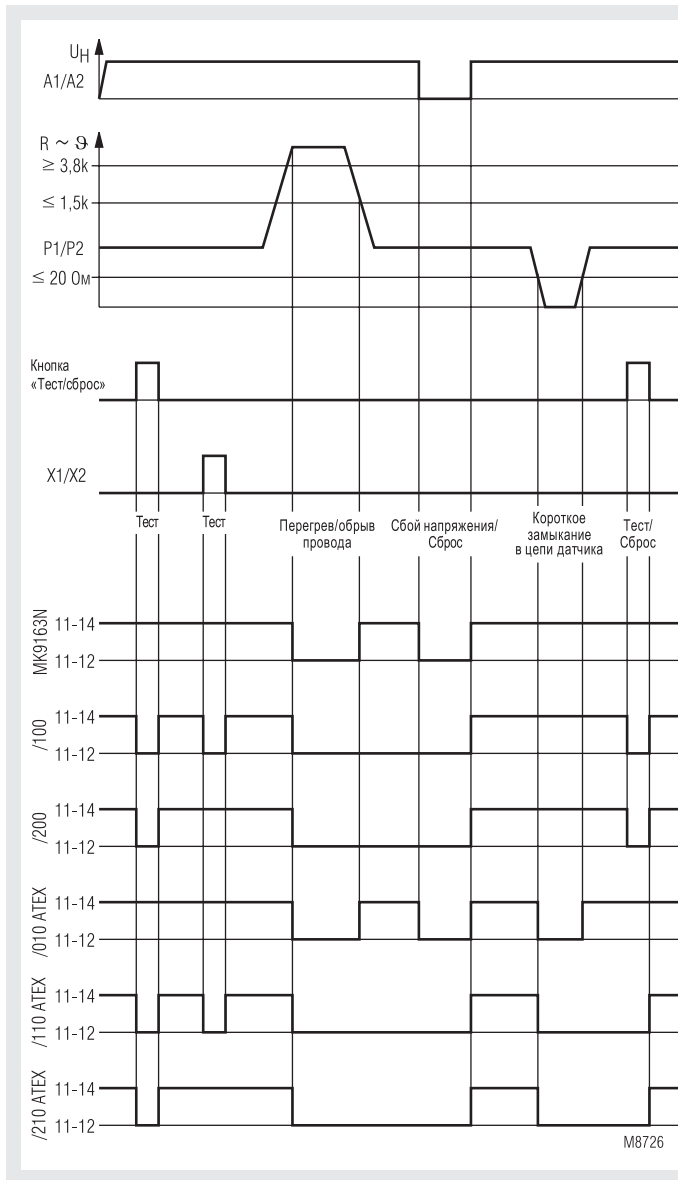 UH
A1/A2
R ~ ϑ
≥ 3,8k
≤ 1,5k
P1/P2
≤ 20 Ом
Кнопка
«Тест/сброс»
X1/X2
Тест
Тест
Перегрев/обрыв
провода
Сбой напряжения/
Сброс
Короткое
замыкание
в цепи датчика
Тест/
Сброс
MK9163N
11-14
11-12
/100
11-14
11-12
/200
11-14
11-12
/010 ATEX
11-14
11-12
/110 ATEX
11-14
11-12
/210 ATEX
11-14
11-12
M8726